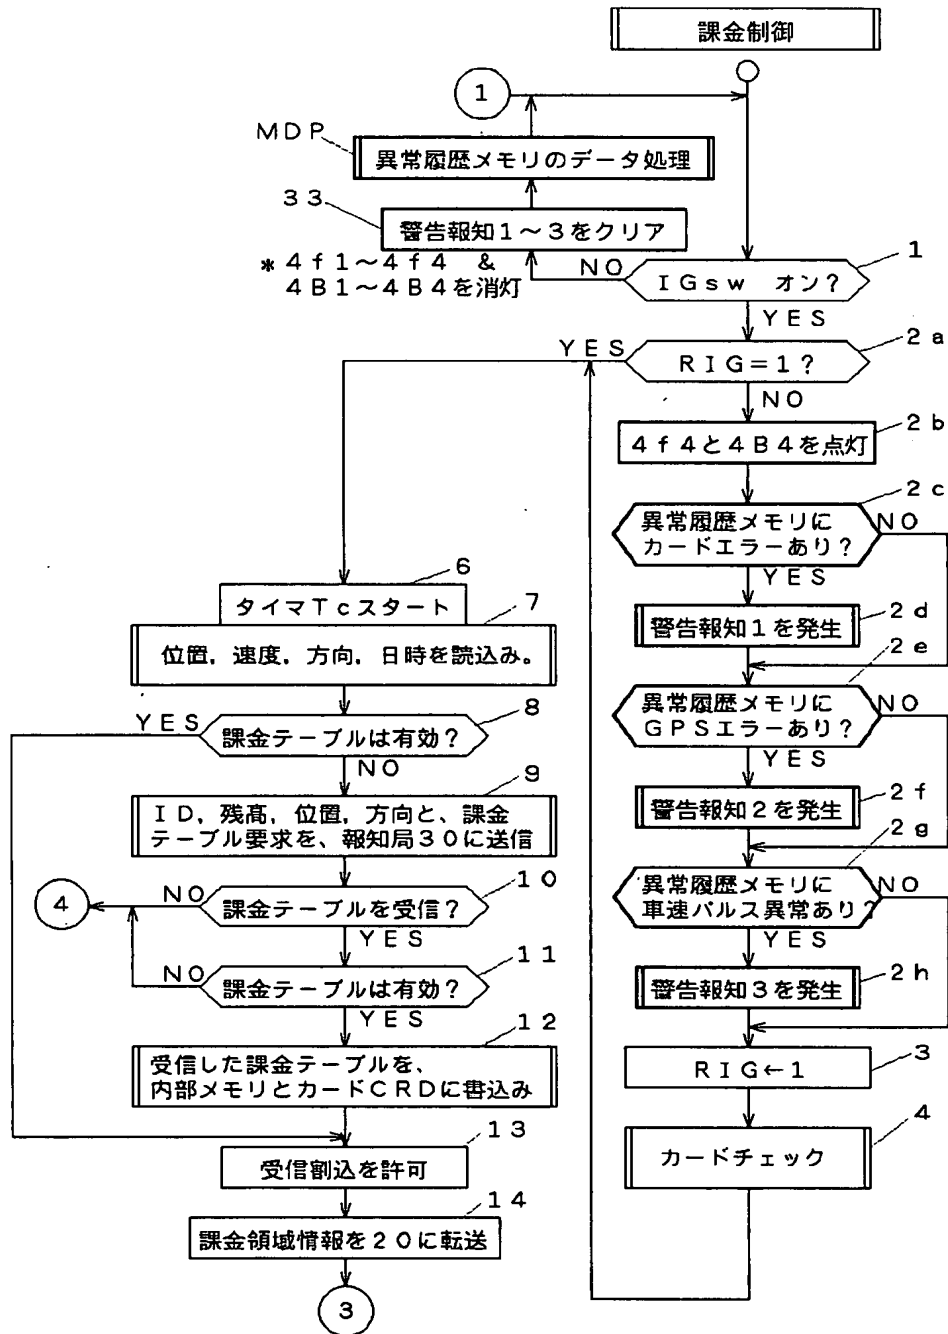 課金制御
1
MDP
異常履歴メモリのデータ処理
33
警告報知1~3をクリア
*4f1~4f4 &
4B1~4B4を消灯
NO
1
IGsw オン?
YES
2a
YES
RIG=1?
NO
2b
4f4と4B4を点灯
2c
異常履歴メモリに
カードエラーあり?
NO
YES
2d
警告報知1を発生
2e
異常履歴メモリに
GPSエラーあり?
NO
YES
2f
警告報知2を発生
2g
異常履歴メモリに
車速パルス異常あり?
NO
YES
2h
警告報知3を発生
3
RIG←1
4
カードチェック
6
タイマTcスタート
7
位置,速度,方向,日時を読込み。
8
YES
課金テーブルは有効?
NO
9
ID,残高,位置,方向と、課金
テーブル要求を、報知局30に送信
10
4
NO
課金テーブルを受信?
YES
11
NO
課金テーブルは有効?
YES
12
受信した課金テーブルを、
内部メモリとカードCRDに書込み
13
受信割込を許可
14
課金領域情報を20に転送
3